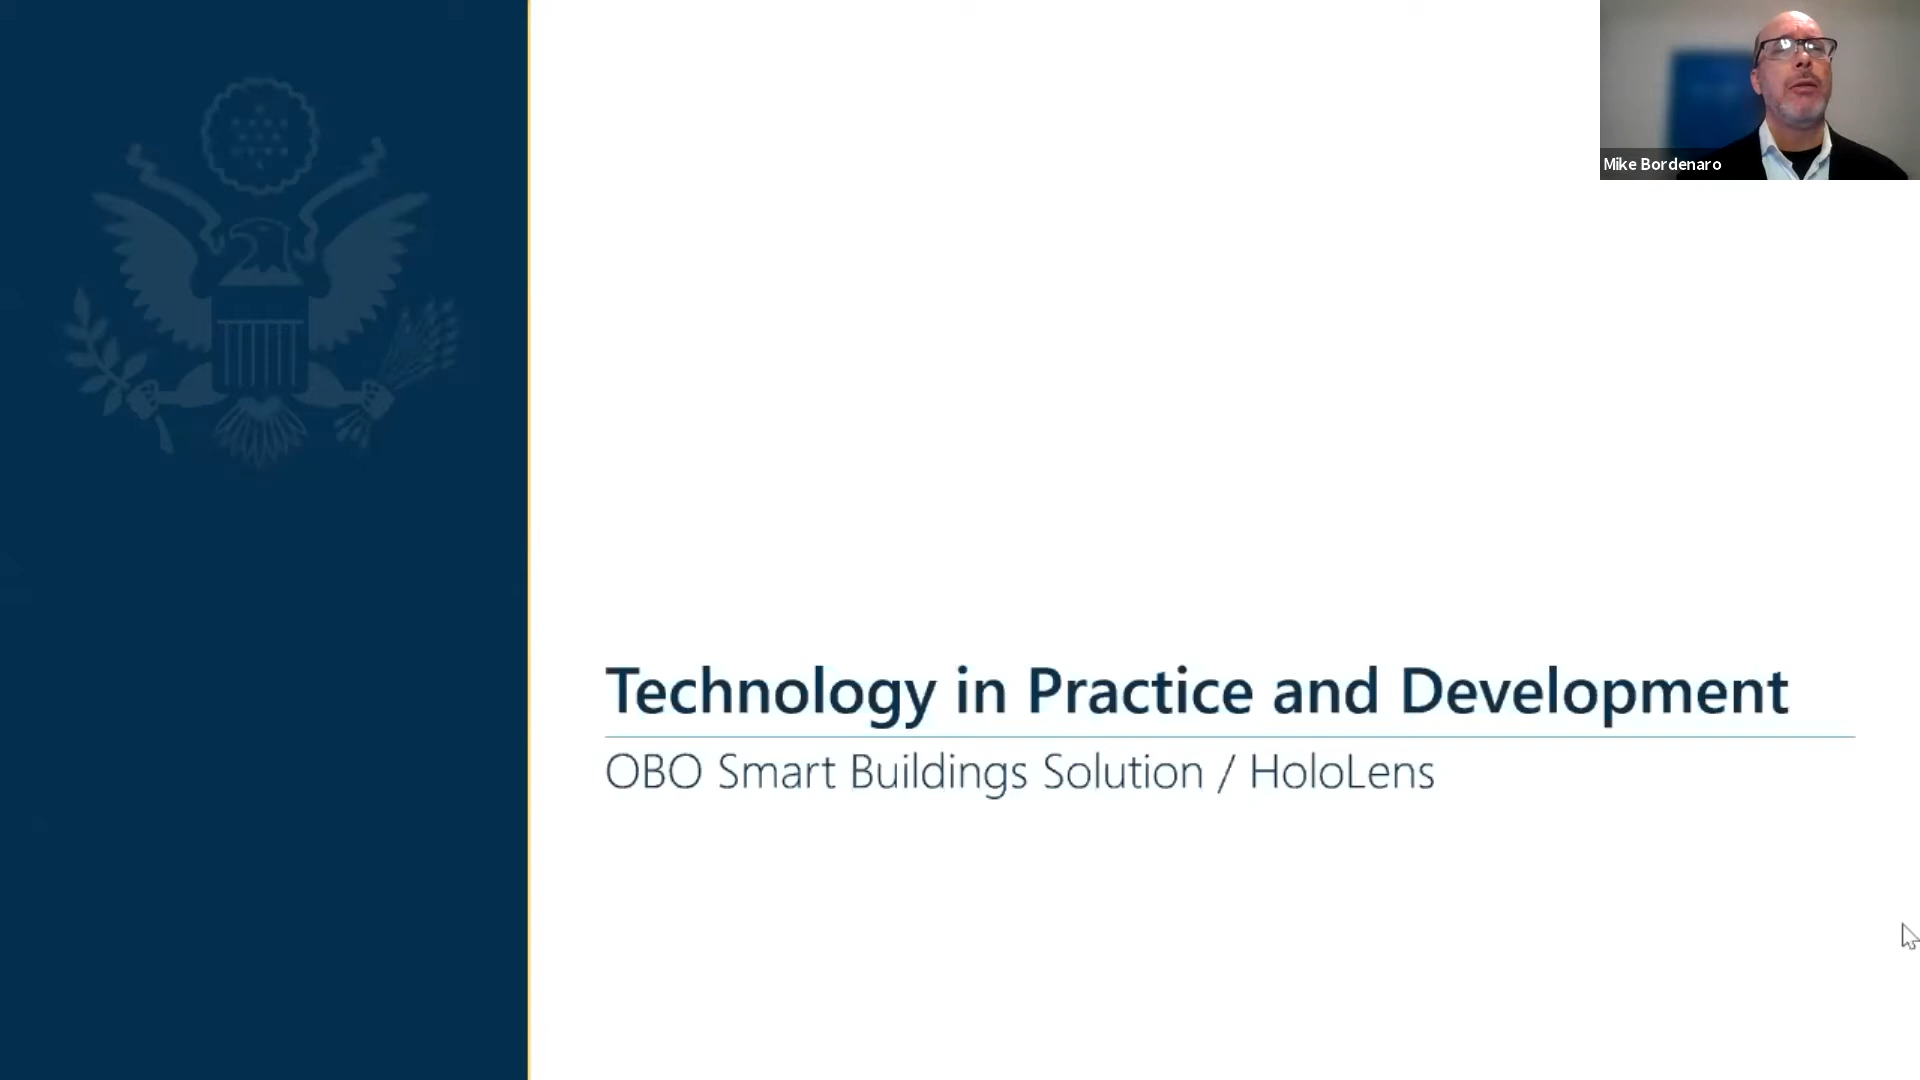 Mike Bordenaro
Technology in Practice and Development
OBO Smart Buildings Solution / HoloLens